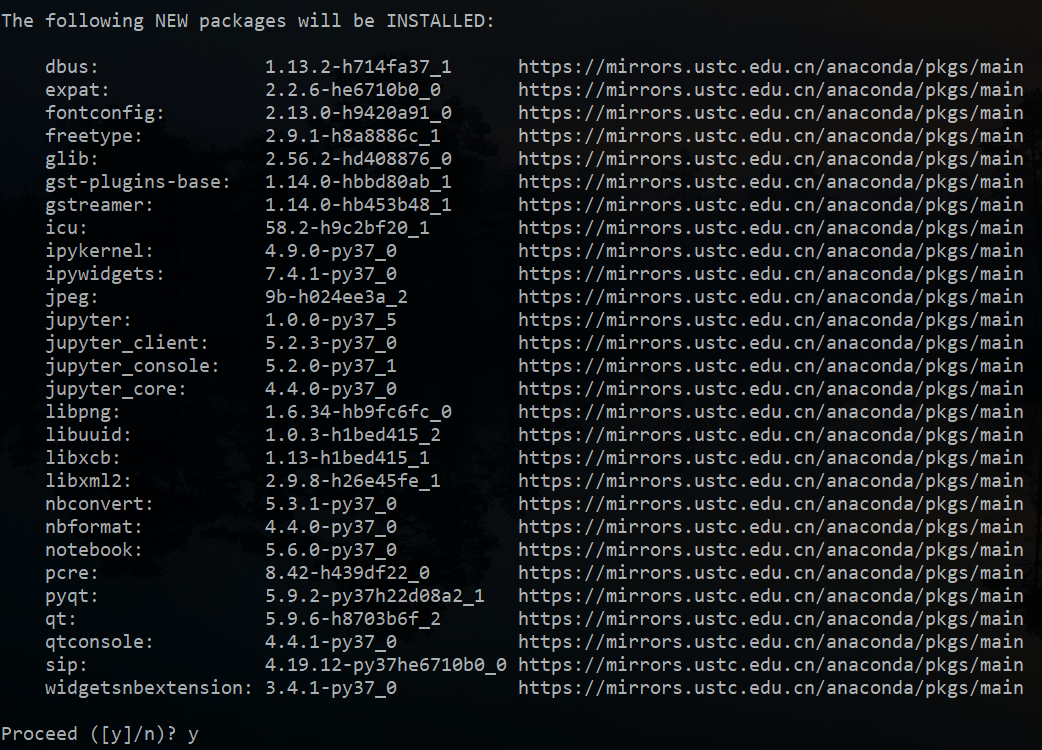 The following NEW packages will be INSTALLED:
dbus: 1.13.2-h714fa37_1 https://mirrors.ustc.edu.cn/anaconda/pkgs/main
expat: 2.2.6-he6710b0_0 https://mirrors.ustc.edu.cn/anaconda/pkgs/main
fontconfig: 2.13.0-h9420a91_0 https://mirrors.ustc.edu.cn/anaconda/pkgs/main
freetype: 2.9.1-h8a8886c_1 https://mirrors.ustc.edu.cn/anaconda/pkgs/main
glib: 2.56.2-hd408876_0 https://mirrors.ustc.edu.cn/anaconda/pkgs/main
gst-plugins-base: 1.14.0-hbbd80ab_1 https://mirrors.ustc.edu.cn/anaconda/pkgs/main
gstreamer: 1.14.0-hb453b48_1 https://mirrors.ustc.edu.cn/anaconda/pkgs/main
icu: 58.2-h9c2bf20_1 https://mirrors.ustc.edu.cn/anaconda/pkgs/main
ipykernel: 4.9.0-py37_0 https://mirrors.ustc.edu.cn/anaconda/pkgs/main
ipywidgets: 7.4.1-py37_0 https://mirrors.ustc.edu.cn/anaconda/pkgs/main
jpeg: 9b-h024ee3a_2 https://mirrors.ustc.edu.cn/anaconda/pkgs/main
jupyter: 1.0.0-py37_5 https://mirrors.ustc.edu.cn/anaconda/pkgs/main
jupyter_client: 5.2.3-py37_0 https://mirrors.ustc.edu.cn/anaconda/pkgs/main
jupyter_console: 5.2.0-py37_1 https://mirrors.ustc.edu.cn/anaconda/pkgs/main
jupyter_core: 4.4.0-py37_0 https://mirrors.ustc.edu.cn/anaconda/pkgs/main
libpng: 1.6.34-hb9fc6fc_0 https://mirrors.ustc.edu.cn/anaconda/pkgs/main
libuuid: 1.0.3-h1bed415_2 https://mirrors.ustc.edu.cn/anaconda/pkgs/main
libxcb: 1.13-h1bed415_1 https://mirrors.ustc.edu.cn/anaconda/pkgs/main
libxml2: 2.9.8-h26e45fe_1 https://mirrors.ustc.edu.cn/anaconda/pkgs/main
nbconvert: 5.3.1-py37_0 https://mirrors.ustc.edu.cn/anaconda/pkgs/main
nbformat: 4.4.0-py37_0 https://mirrors.ustc.edu.cn/anaconda/pkgs/main
notebook: 5.6.0-py37_0 https://mirrors.ustc.edu.cn/anaconda/pkgs/main
pcre: 8.42-h439df22_0 https://mirrors.ustc.edu.cn/anaconda/pkgs/main
pyqt: 5.9.2-py37h22d08a2_1 https://mirrors.ustc.edu.cn/anaconda/pkgs/main
qt: 5.9.6-h8703b6f_2 https://mirrors.ustc.edu.cn/anaconda/pkgs/main
qtconsole: 4.4.1-py37_0 https://mirrors.ustc.edu.cn/anaconda/pkgs/main
sip: 4.19.12-py37he6710b0_0 https://mirrors.ustc.edu.cn/anaconda/pkgs/main
widgetsnbextension: 3.4.1-py37_0 https://mirrors.ustc.edu.cn/anaconda/pkgs/main
Proceed ([y]/n)? y